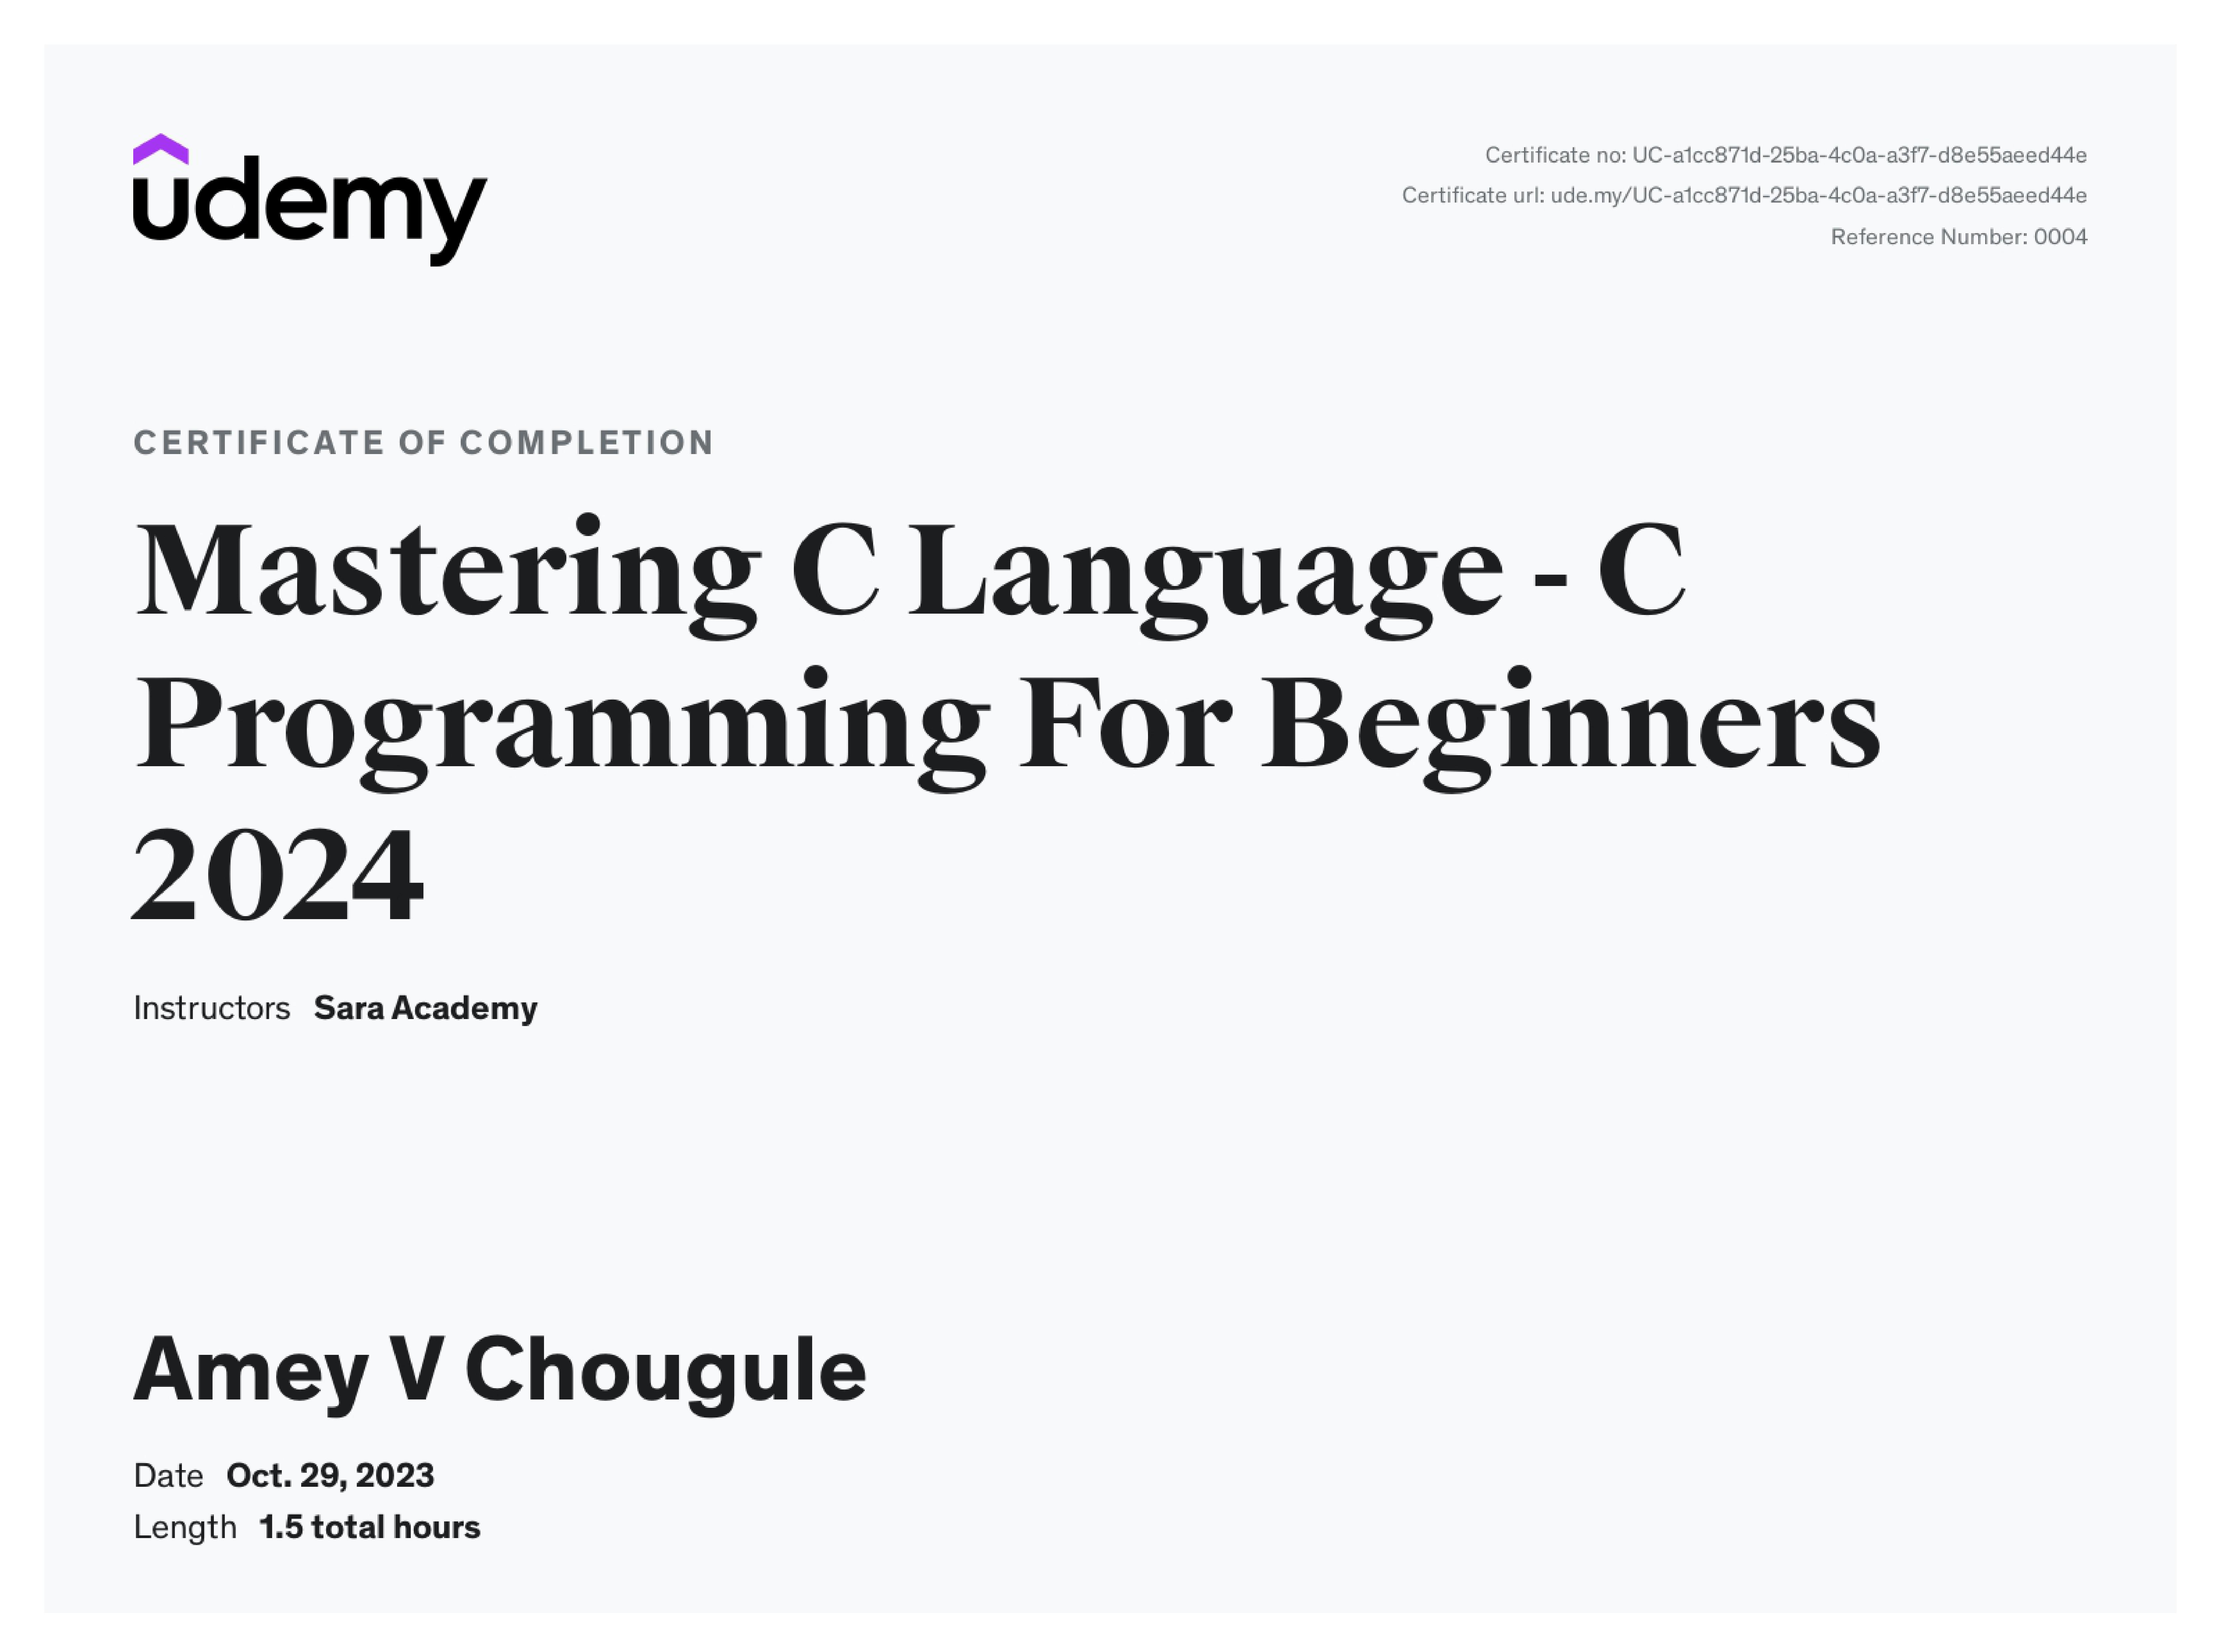 udemy
Certificate no: UC-a1cc871d-25ba-4c0a-a3f7-d8e55aeed44e
Certificate url: ude.my/UC-a1cc871d-25ba-4c0a-a3f7-d8e55aeed44e
Reference Number: 0004
CERTIFICATE OF COMPLETION
Mastering C Language - C
Programming For Beginners
2024
Instructors Sara Academy
Amey V Chougule
Date Oct. 29, 2023
Length 1.5 total hours